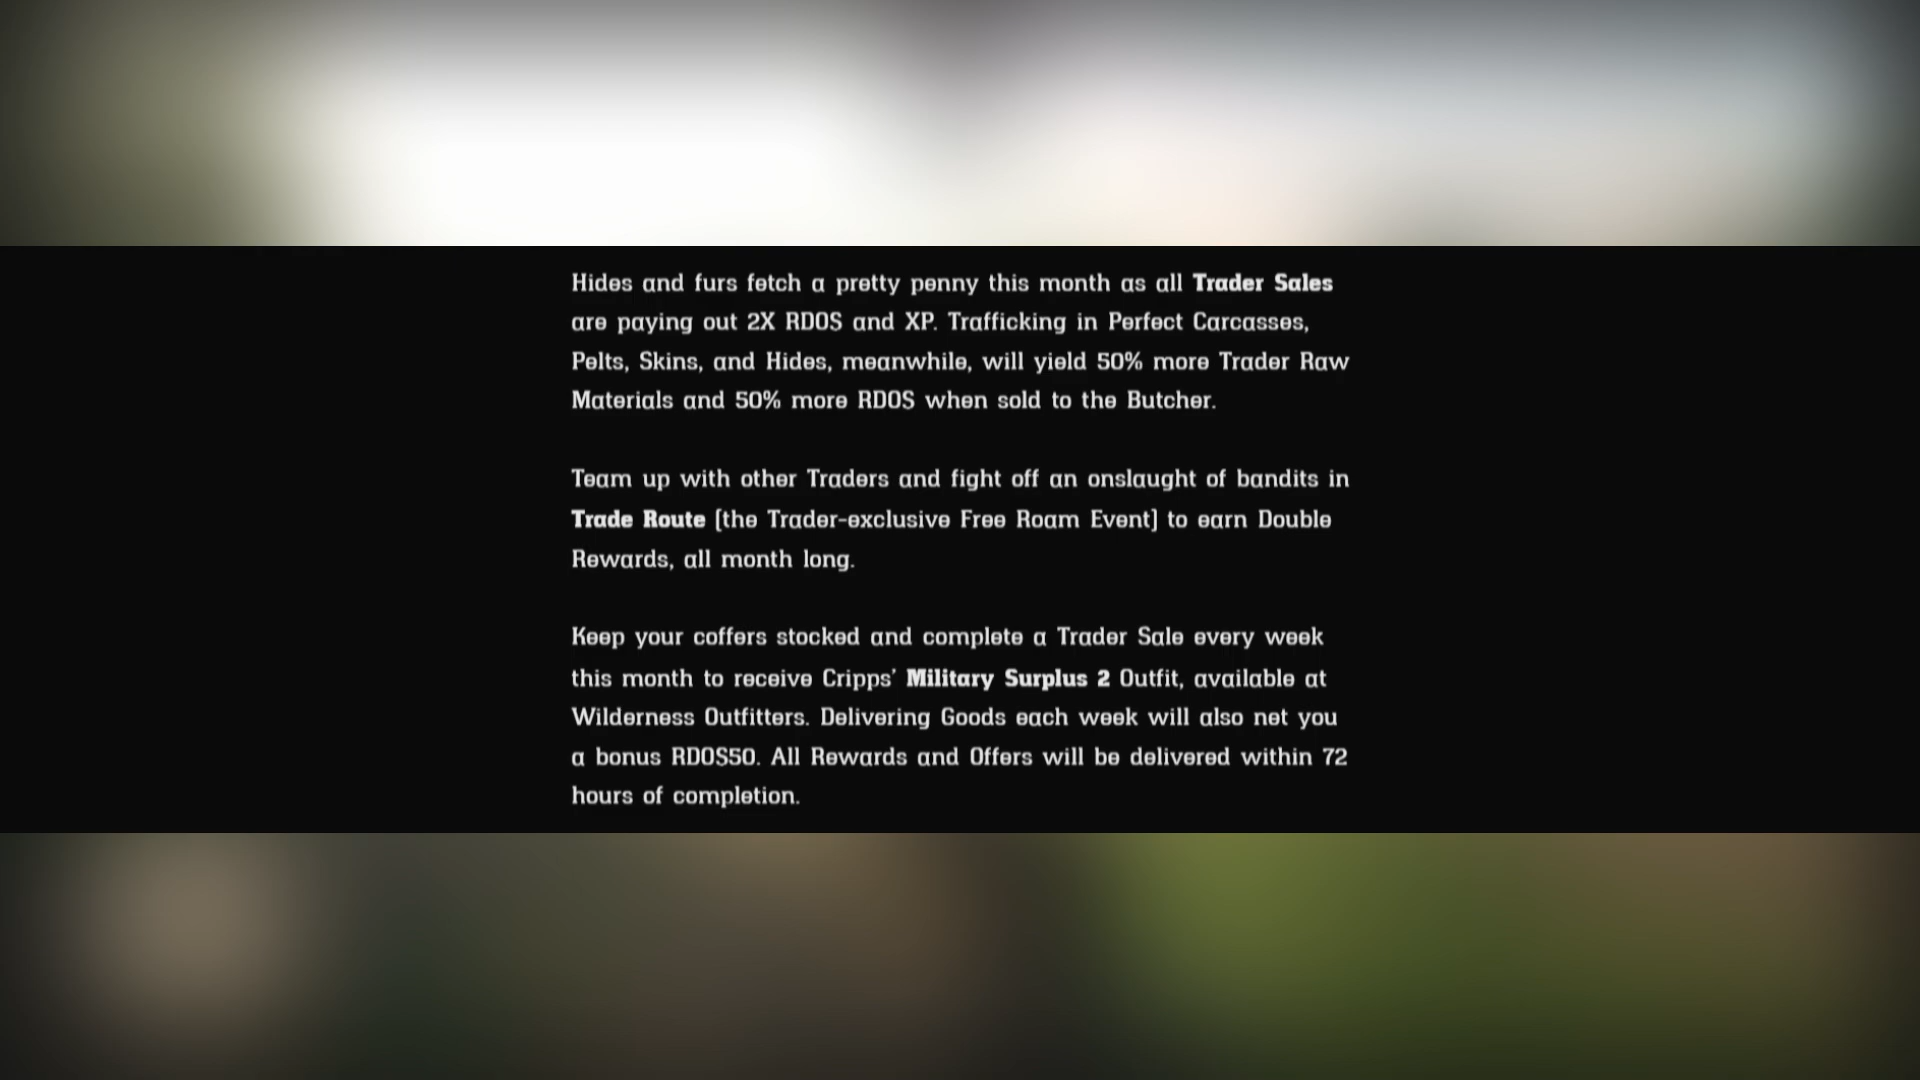 Hides and furs fetch a pretty penny this month as all Trader Sales
are paying out 2X RDO$ and XP. Trafficking in Perfect Carcasses,
Pelts, Skins, and Hides, meanwhile, will yield 50% more Trader Raw
Materials and 50% more RDO$ when sold to the Butcher.
Team up with other Traders and fight off an onslaught of bandits in
Trade Route (the Trader-exclusive Free Roam Event) to earn Double
Rewards, all month long.
Keep your coffers stocked and complete a Trader Sale every week
this month to receive Cripps’ Military Surplus 2 Outfit, available at
Wilderness Outfitters. Delivering Goods each week will also net you
a bonus RDO$50. All Rewards and Offers will be delivered within 72
hours of completion.